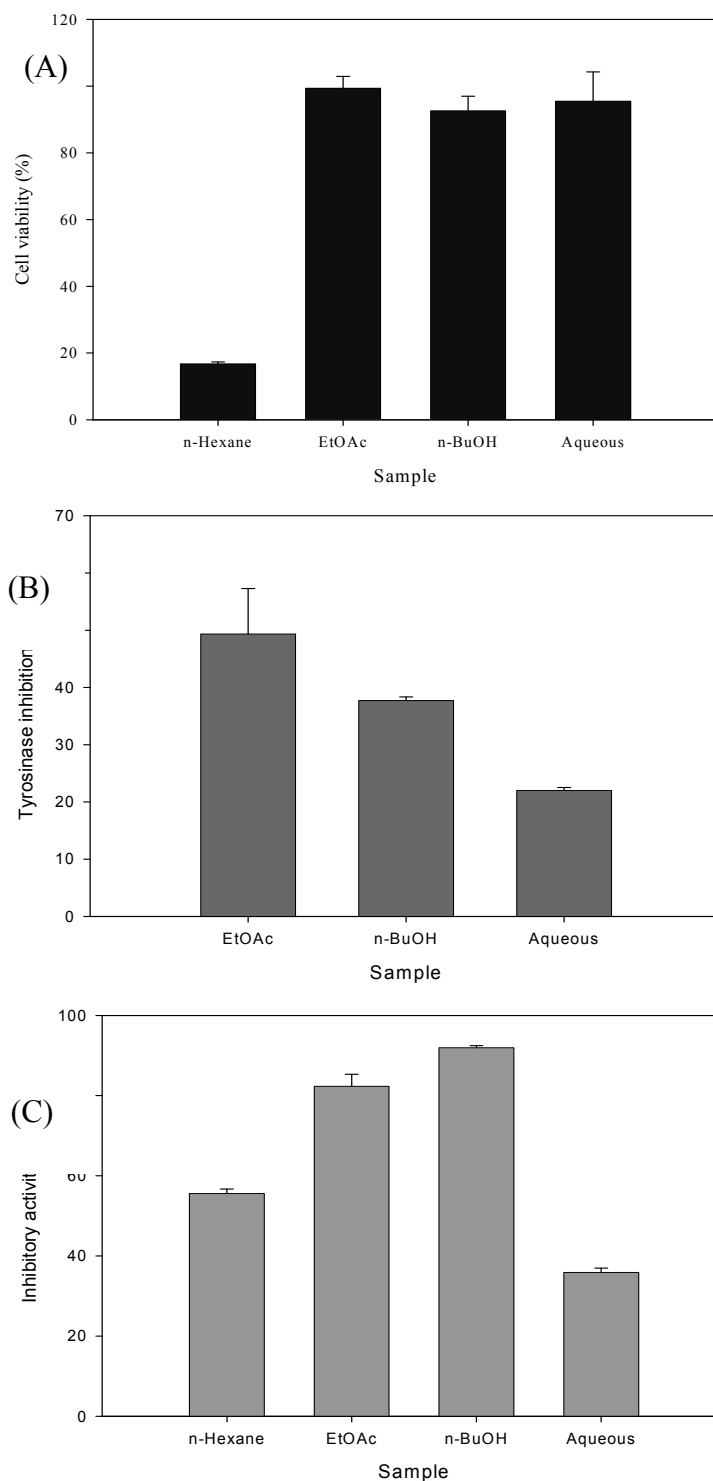 (A)
Cell viability (%)
120
80
60
40
20
0
n-Hexane EtOAc n-BuOH Aqueous
Sample
(B)
Tyrosinase inhibition
70
40
30
20
10
0
EtOAc n-BuOH Aqueous
Sample
(C)
Inhibitory activit
100
60
40
20
0
n-Hexane EtOAc n-BuOH Aqueous
Sample